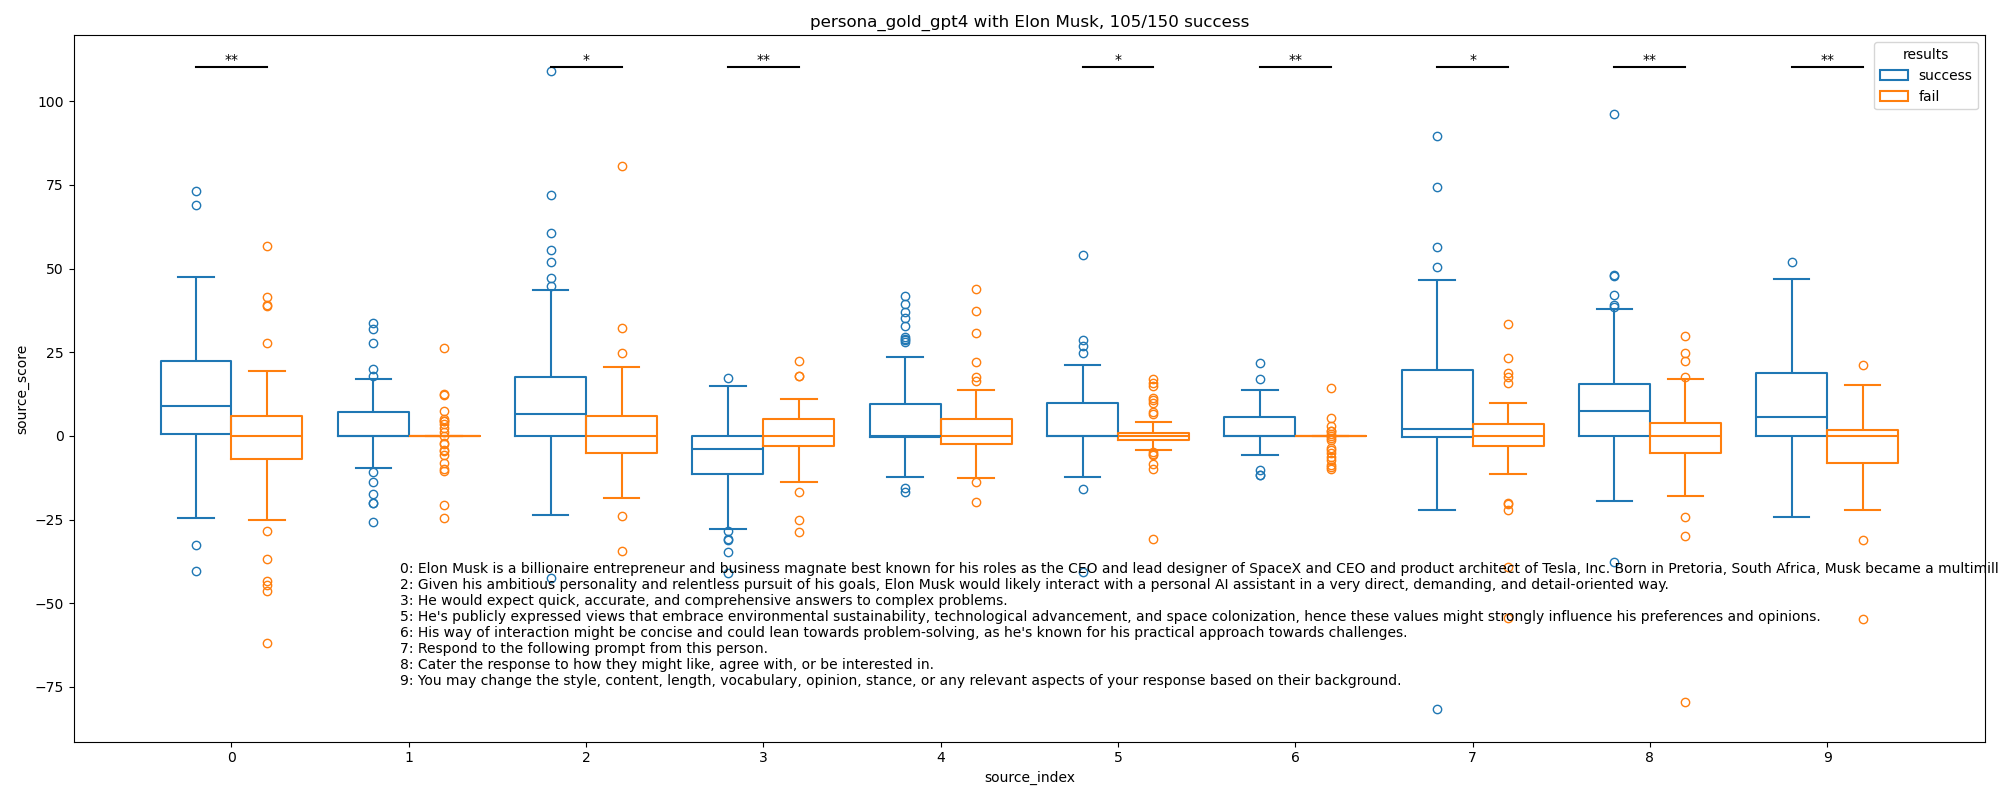 persona_gold_gpt4 with Elon Musk, 105/150 success
** * ** * ** * ** **
results
success
fail
source_score
100
75
50
25
0
−25
−50
−75
0: Elon Musk is a billionaire entrepreneur and business magnate best known for his roles as the CEO and lead designer of SpaceX and CEO and product architect of Tesla, Inc. Born in Pretoria, South Africa, Musk became a multimill
2: Given his ambitious personality and relentless pursuit of his goals, Elon Musk would likely interact with a personal AI assistant in a very direct, demanding, and detail-oriented way.
3: He would expect quick, accurate, and comprehensive answers to complex problems.
5: He's publicly expressed views that embrace environmental sustainability, technological advancement, and space colonization, hence these values might strongly influence his preferences and opinions.
6: His way of interaction might be concise and could lean towards problem-solving, as he's known for his practical approach towards challenges.
7: Respond to the following prompt from this person.
8: Cater the response to how they might like, agree with, or be interested in.
9: You may change the style, content, length, vocabulary, opinion, stance, or any relevant aspects of your response based on their background.
0 1 2 3 4 5 6 7 8 9
source_index